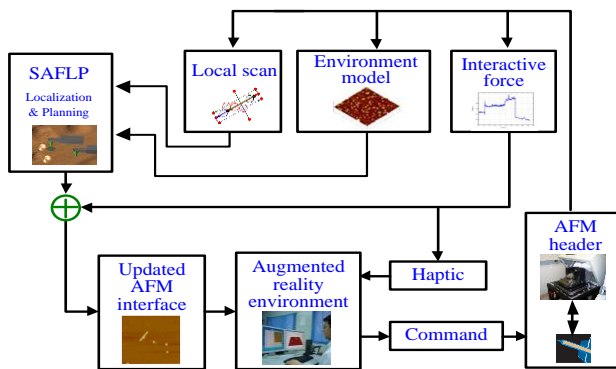 SAFLP
Localization
& Planning
Local scan
Environment
model
Interactive
force
AFM
header
Updated
AFM
interface
Augmented
reality
environment
Haptic
Command